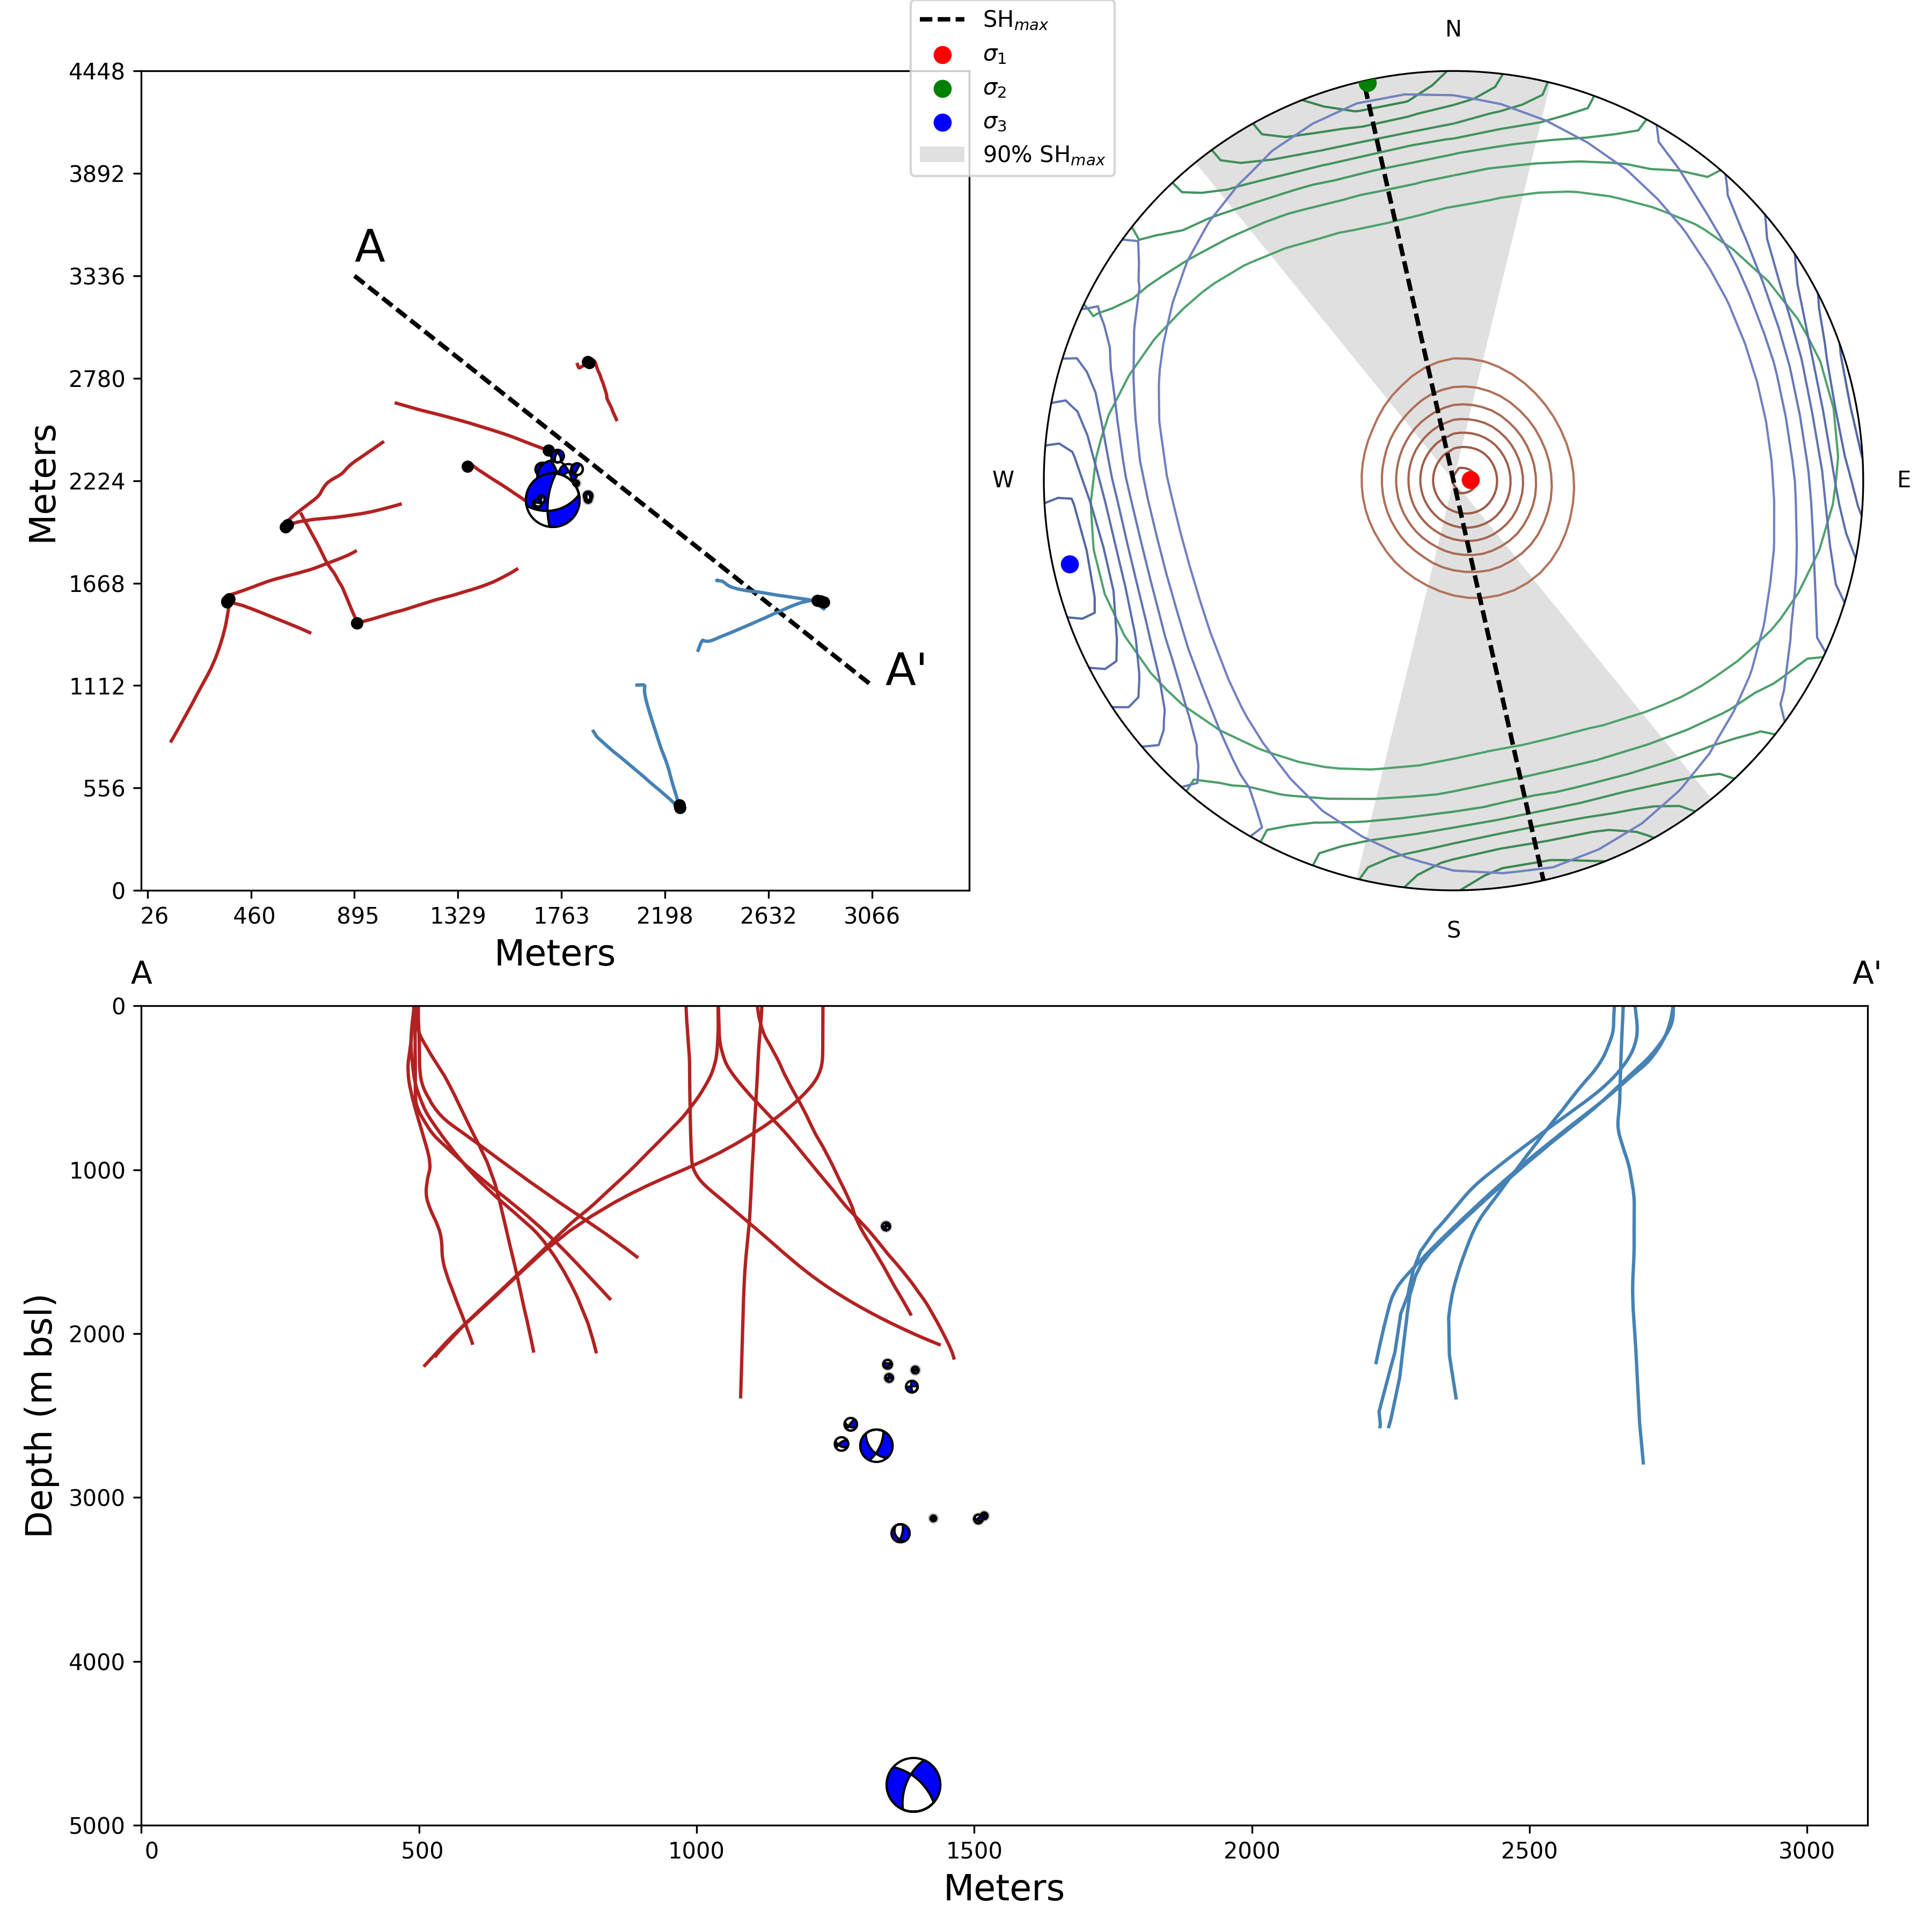 SHmax
σ1
σ2
σ3
90% SHmax
N
W
E
S
4448
3892
3336
2780
2224
1668
1112
556
0
Meters
A
A'
26 460 895 1329 1763 2198 2632 3066
Meters
A
A'
0
1000
2000
3000
4000
5000
Depth (m bsl)
0 500 1000 1500 2000 2500 3000
Meters